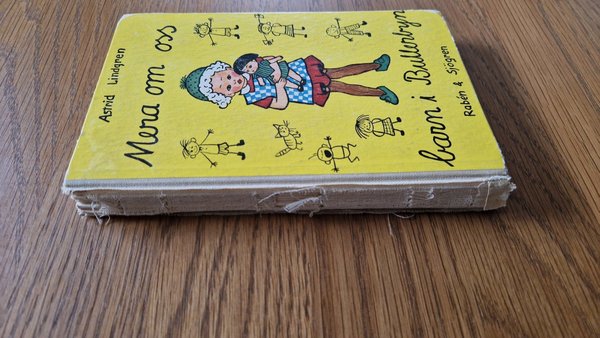 Astrid Lindgren
Mera om oss
barn i Bullerbyn
Rabén & Sjögren